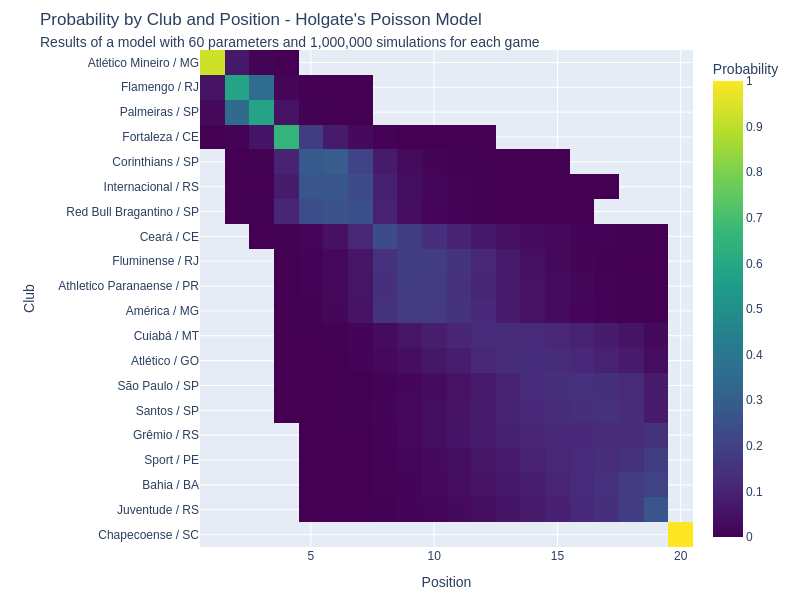 Probability by Club and Position - Holgate's Poisson Model
Results of a model with 60 parameters and 1,000,000 simulations for each game
Probability
Club
Atlético Mineiro / MG
Flamengo / RJ
Palmeiras / SP
Fortaleza / CE
Corinthians / SP
Internacional / RS
Red Bull Bragantino / SP
Ceará / CE
Fluminense / RJ
Athletico Paranaense / PR
América / MG
Cuiabá / MT
Atlético / GO
São Paulo / SP
Santos / SP
Grêmio / RS
Sport / PE
Bahia / BA
Juventude / RS
Chapecoense / SC
5
10
15
20
Position
1
0.9
0.8
0.7
0.6
0.5
0.4
0.3
0.2
0.1
0